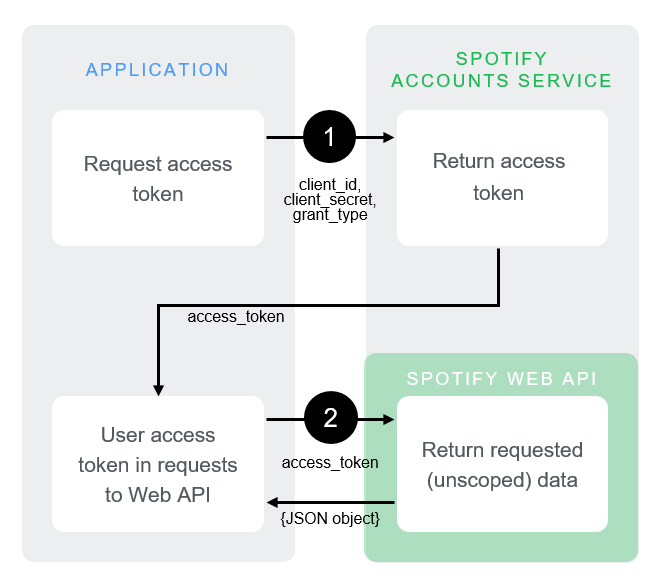 APPLICATION
SPOTIFY
ACCOUNTS SERVICE
Request access
token
1
client_id,
client_secret,
grant_type
Return access
token
access_token
SPOTIFY WEB API
User access
token in requests
to Web API
2
access_token
{JSON object}
Return requested
(unscoped) data